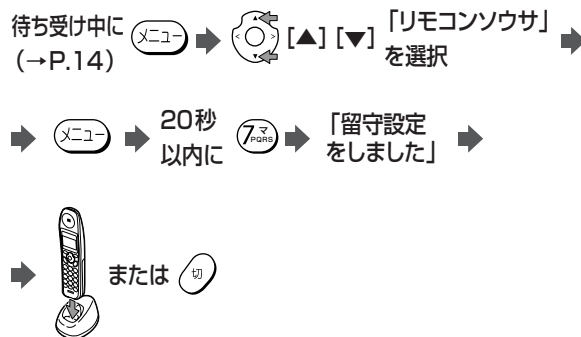 待ち受け中に
(→P.14)
メニュー
[▲] [▼]
「リモコンソウサ」
を選択
メニュー
20秒
以内に
7 マ PQRS
「留守設定
をしました」
または
切